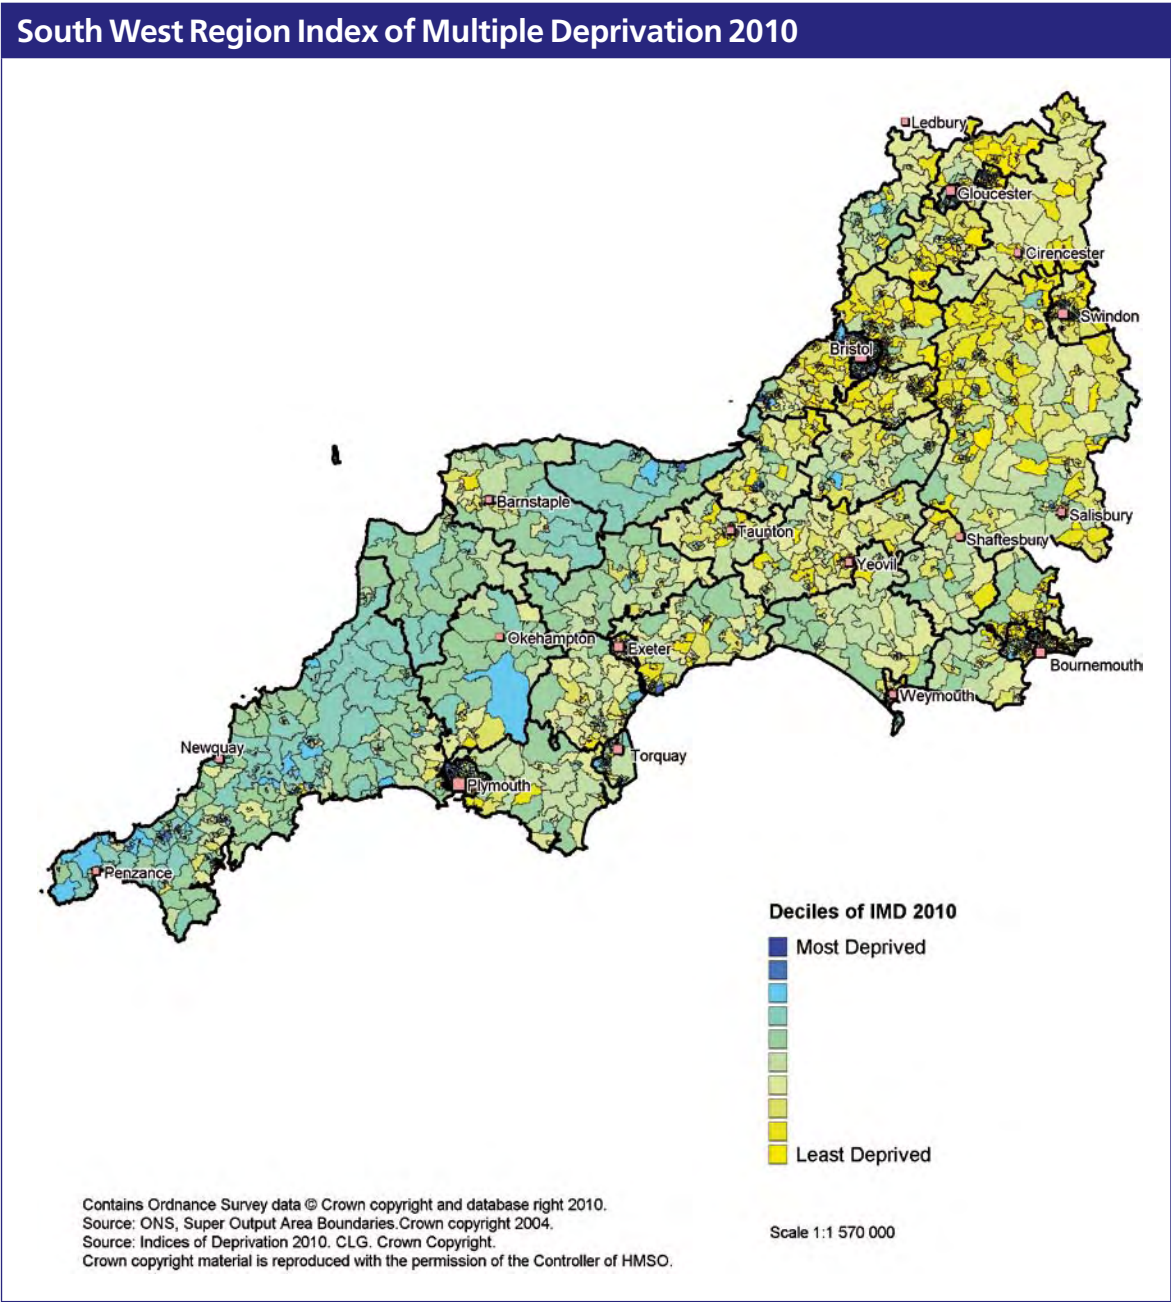 South West Region Index of Multiple Deprivation 2010
Ledbury
Gloucester
Cirencester
Swindon
Bristol
Barnstaple
Salisbury
Taunton
Shaftesbury
Yeovil
Okehampton
Exeter
Bournemouth
Weymouth
Newquay
Torquay
Plymouth
Penzance
Deciles of IMD 2010
Most Deprived
Least Deprived
Contains Ordnance Survey data © Crown copyright and database right 2010.
Source: ONS, Super Output Area Boundaries.Crown copyright 2004.
Source: Indices of Deprivation 2010. CLG. Crown Copyright.
Crown copyright material is reproduced with the permission of the Controller of HMSO.
Scale 1:1 570 000